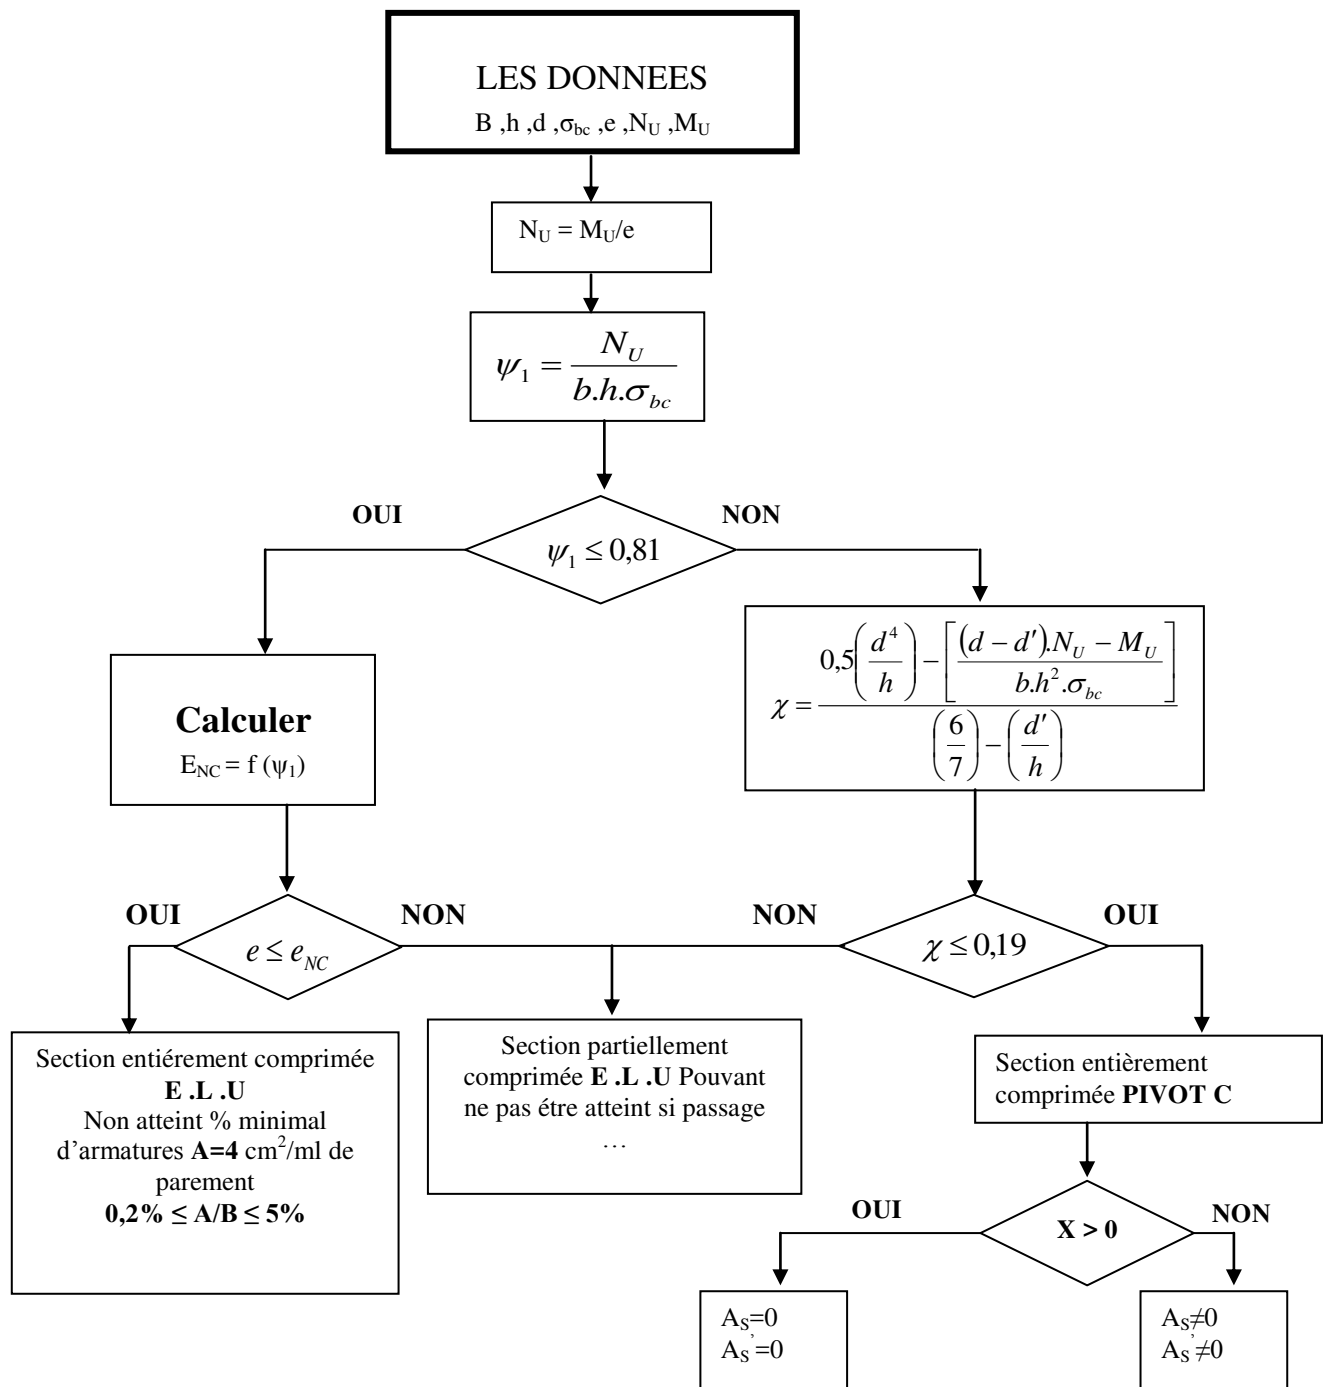 LES DONNEES
B ,h ,d ,σbc ,e ,NU ,MU
NU = MU/e
ψ1 = NU / b.h.σbc
OUI
NON
ψ1 ≤ 0,81
Calculer
ENC = f (ψ1)
χ = (0,5(d⁴/h) − [((d − d′).NU − MU) / b.h².σbc]) / ((6/7) − (d′/h))
OUI
NON
NON
OUI
e ≤ eNC
χ ≤ 0,19
Section entiérement comprimée
E .L .U
Non atteint % minimal
d’armatures A=4 cm²/ml de
parement
0,2% ≤ A/B ≤ 5%
Section partiellement
comprimée E .L .U Pouvant
ne pas étre atteint si passage
…
Section entièrement
comprimée PIVOT C
OUI
NON
X > 0
AS=0
AS’=0
AS≠0
AS’≠0